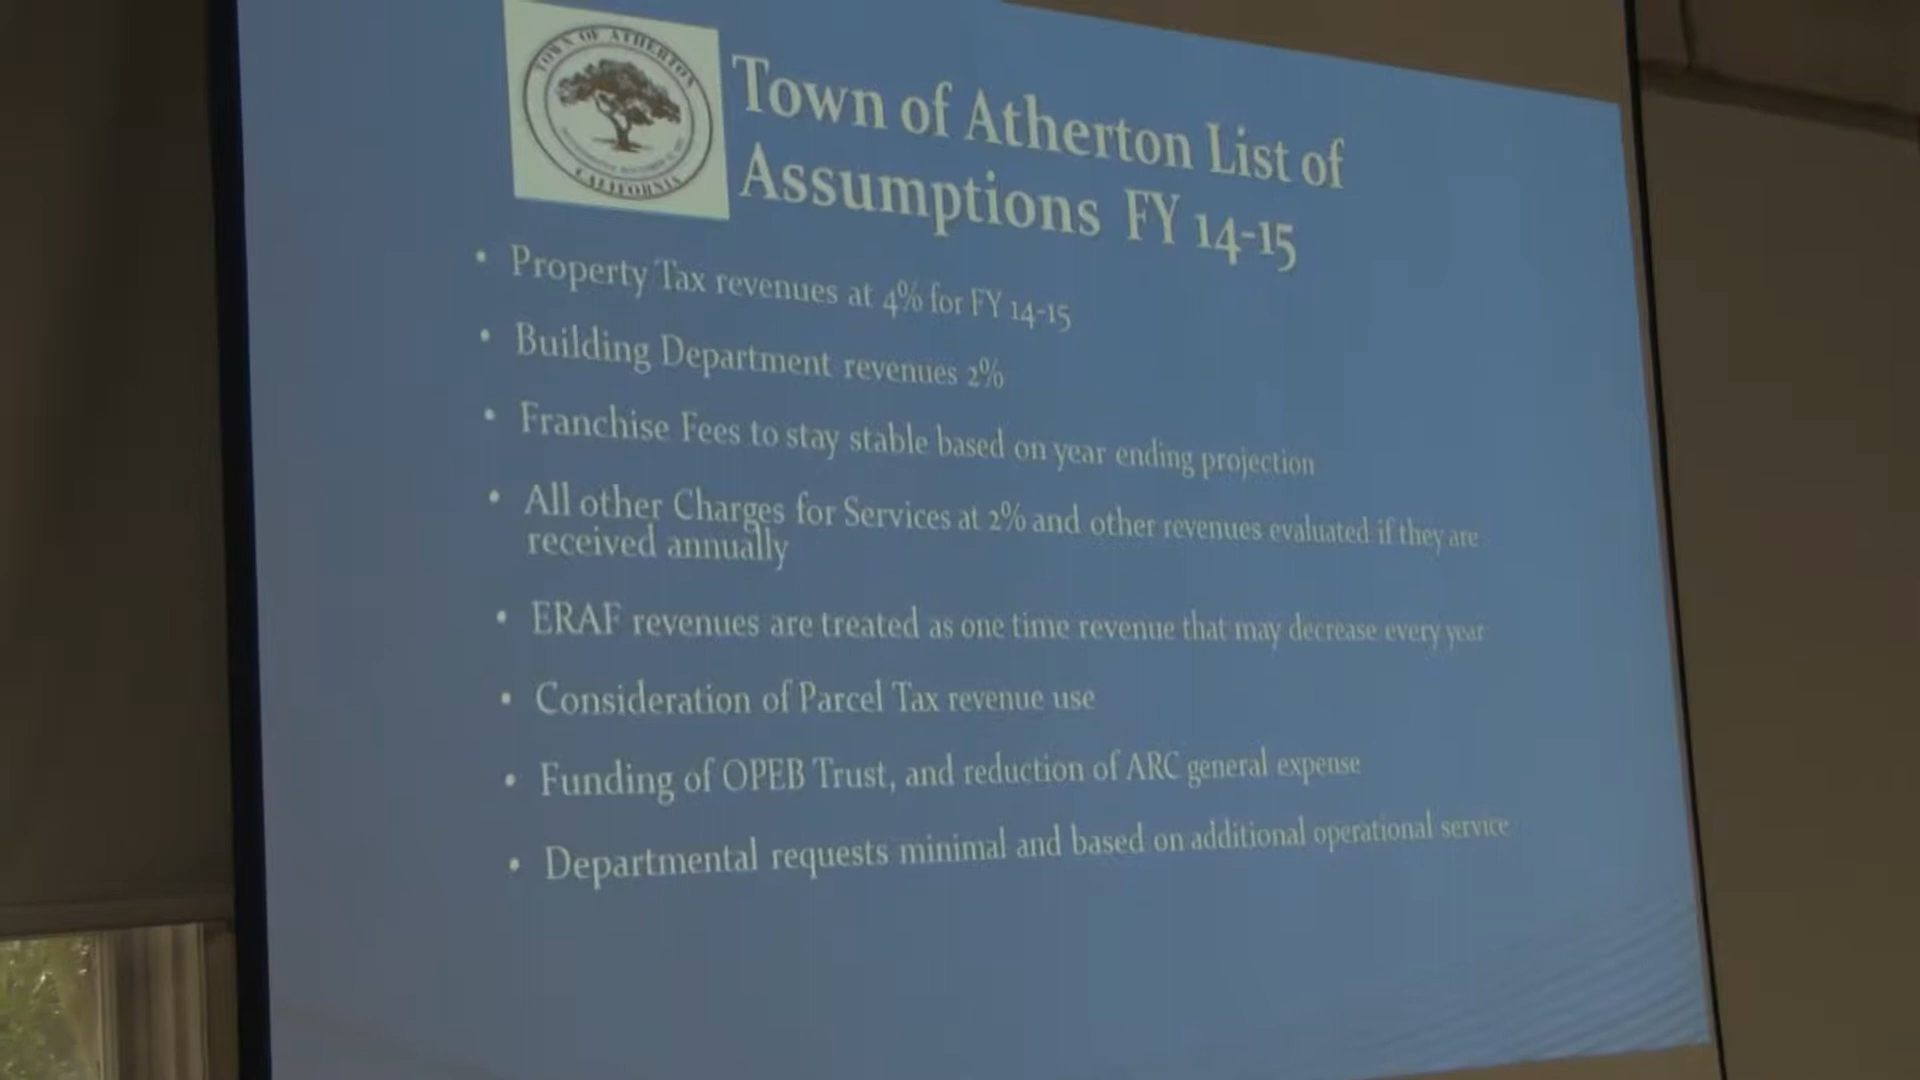 TOWN OF ATHERTON
CALIFORNIA
Town of Atherton List of
Assumptions FY 14-15
• Property Tax revenues at 4% for FY 14-15
• Building Department revenues 2%
• Franchise Fees to stay stable based on year ending projection
• All other Charges for Services at 2% and other revenues evaluated if they are
received annually
• ERAF revenues are treated as one time revenue that may decrease every year
• Consideration of Parcel Tax revenue use
• Funding of OPEB Trust, and reduction of ARC general expense
• Departmental requests minimal and based on additional operational service